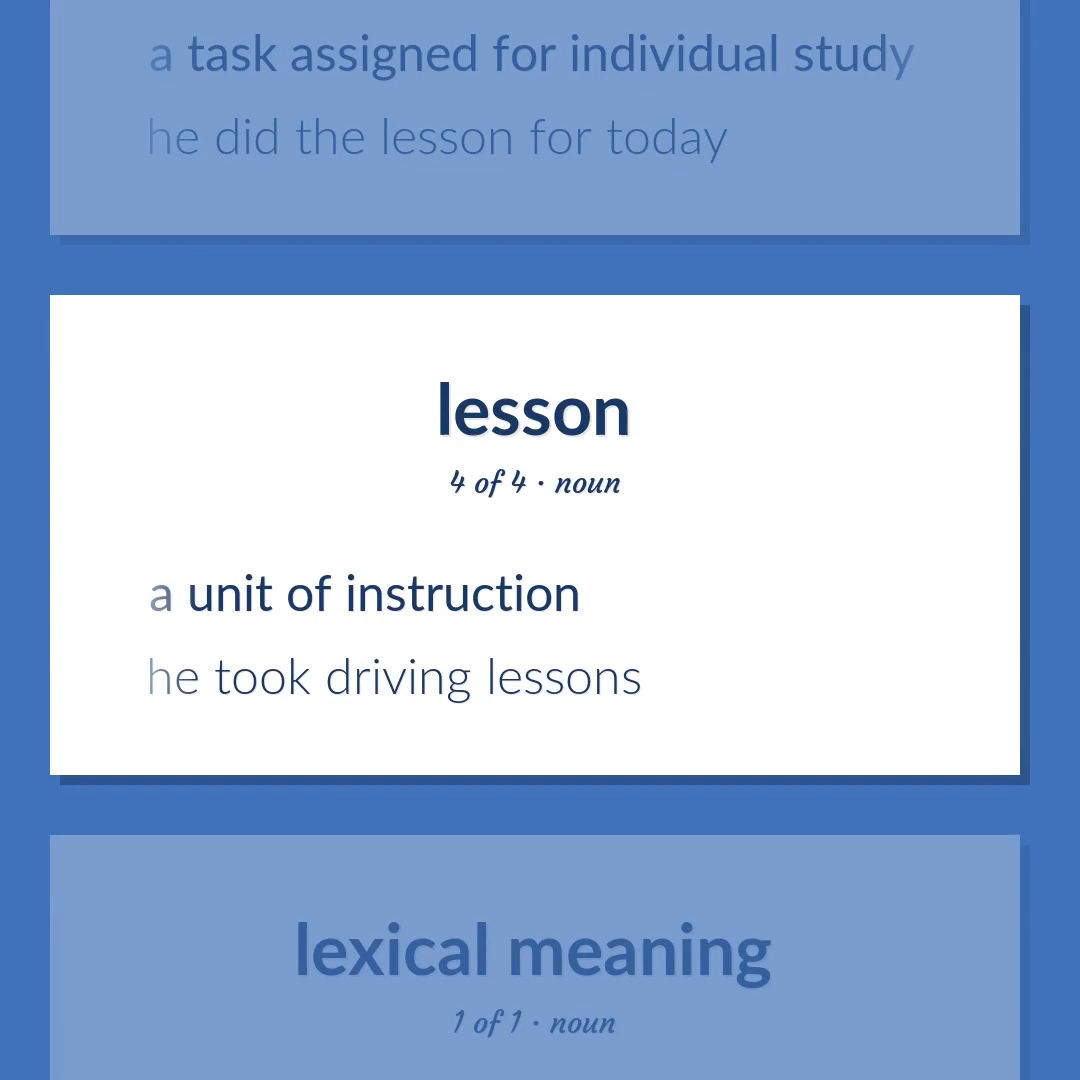 a task assigned for individual study
he did the lesson for today
lesson
4 of 4 · noun
a unit of instruction
he took driving lessons
lexical meaning
1 of 1 · noun